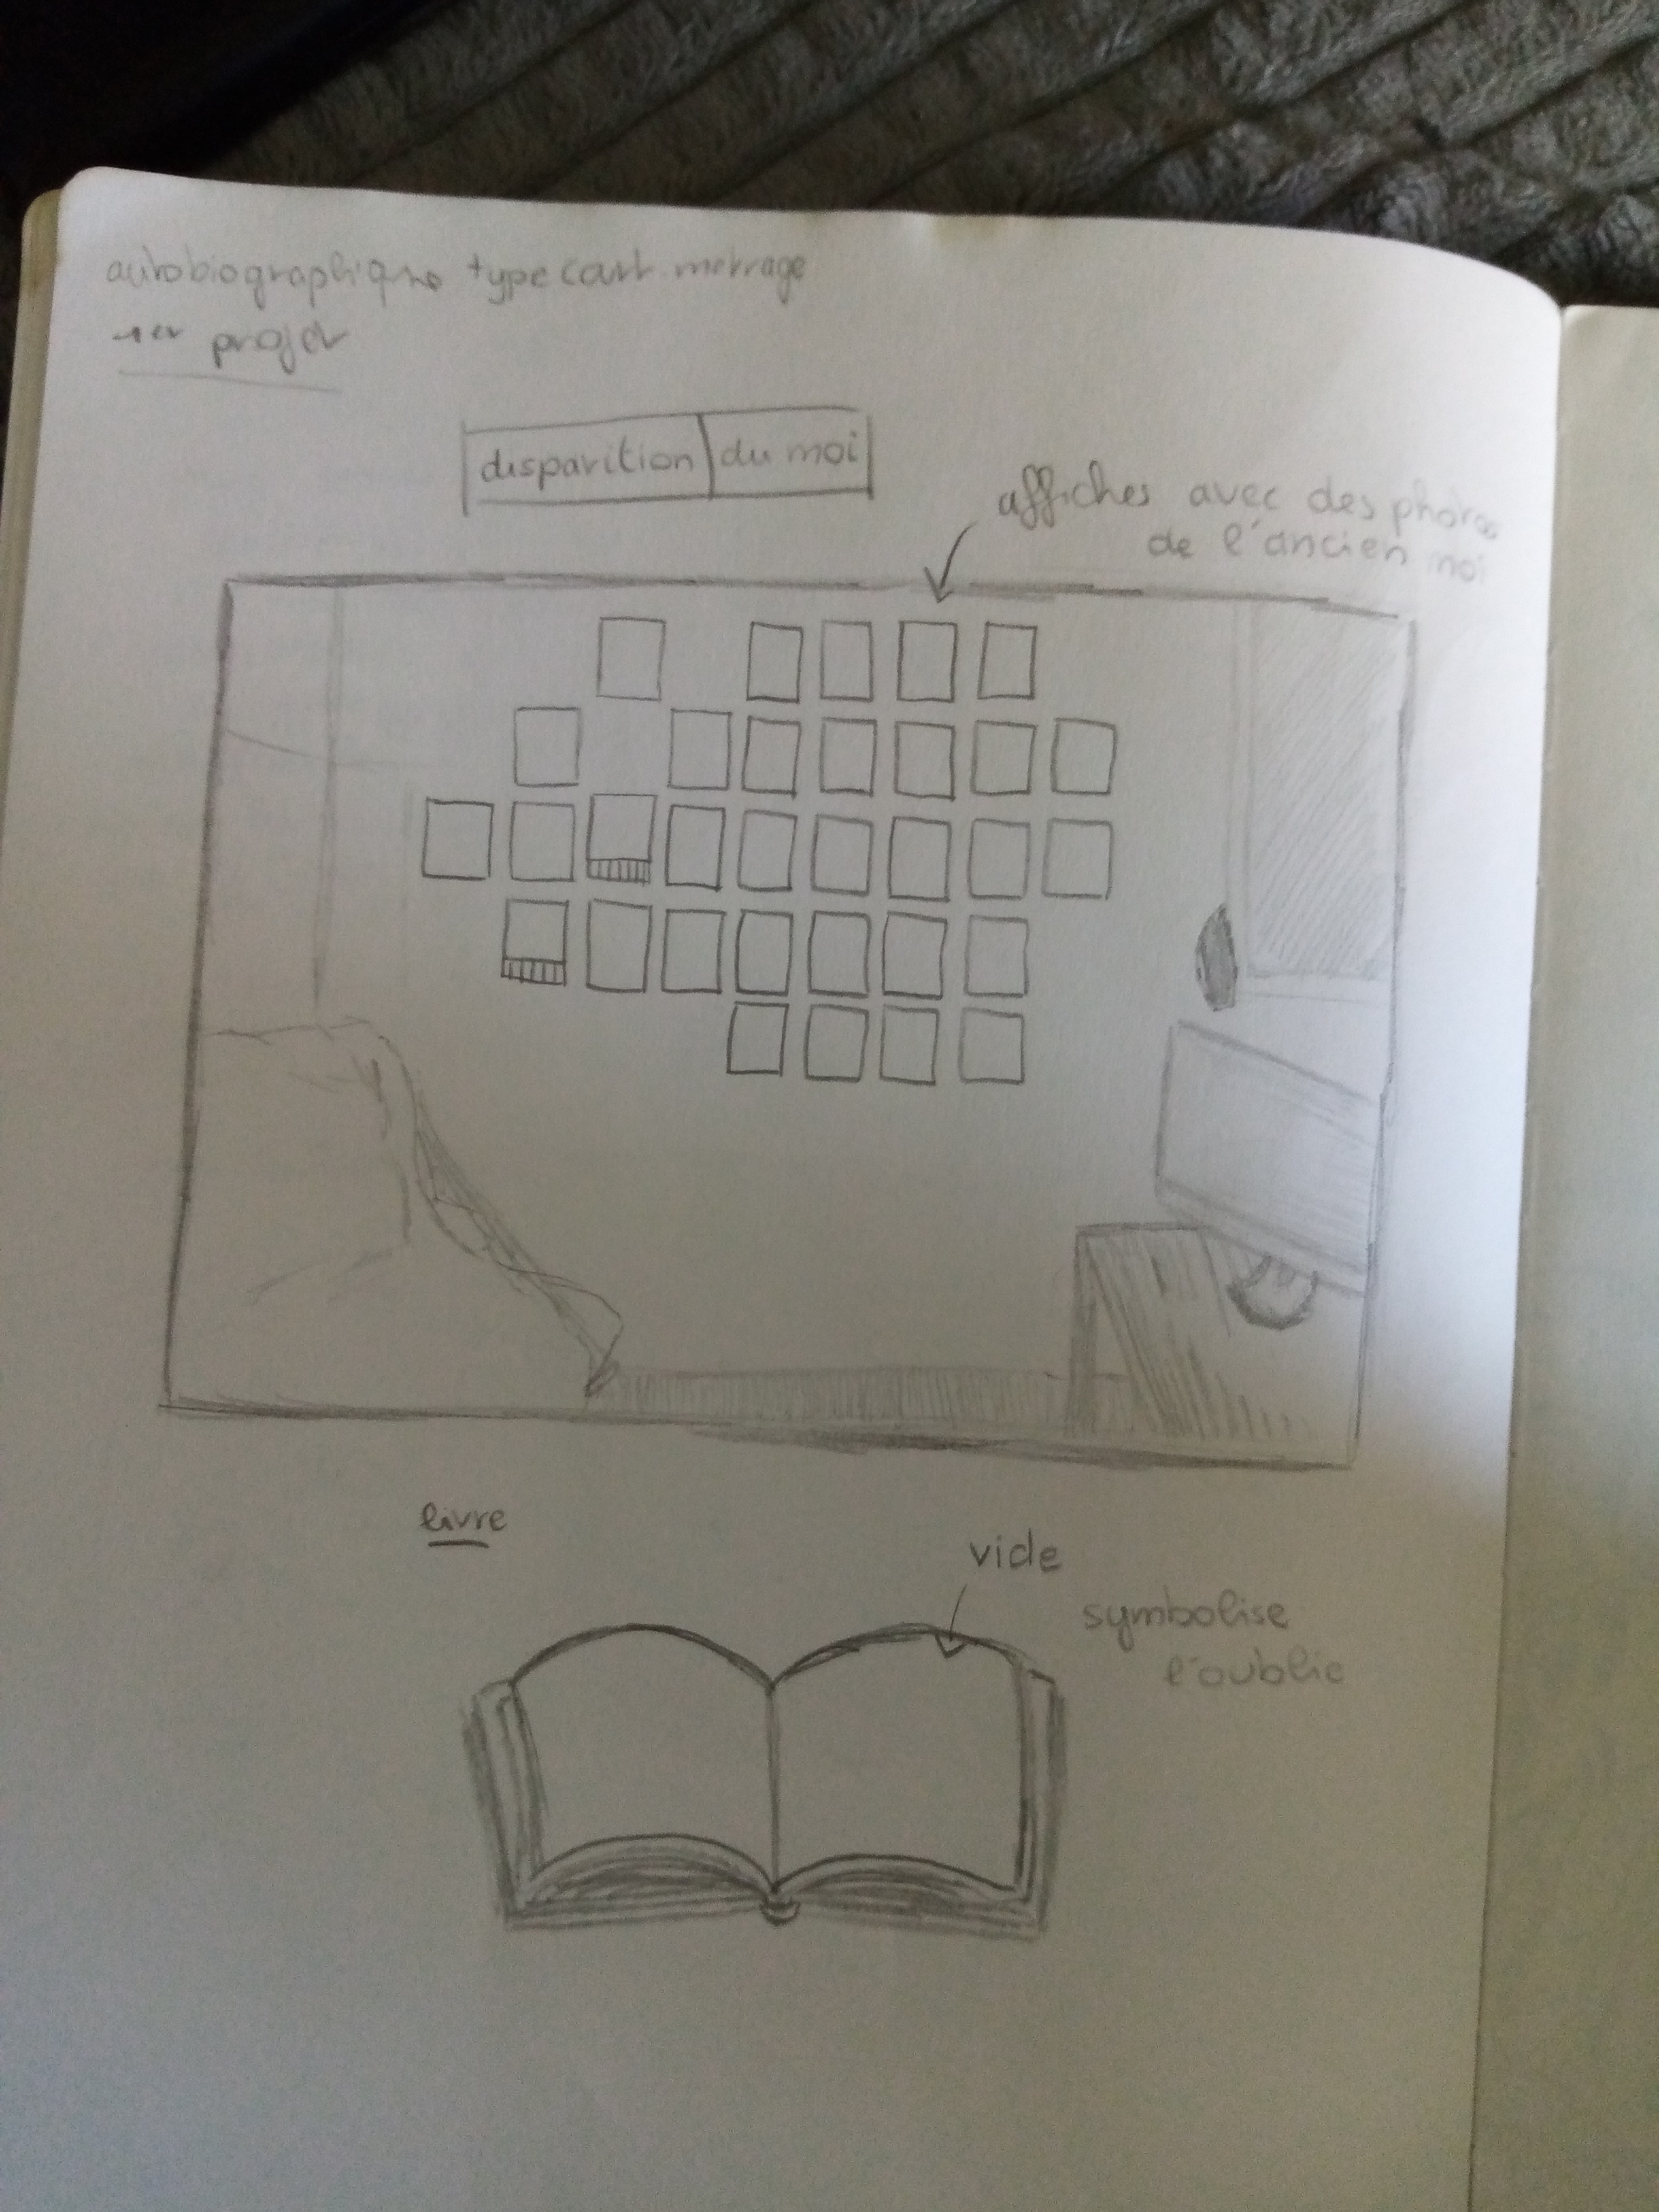 autobiographique type court metrage
1er projet
disparition du moi
affiches avec des photos
de l'ancien moi
livre
vide
symbolise
l'oublie